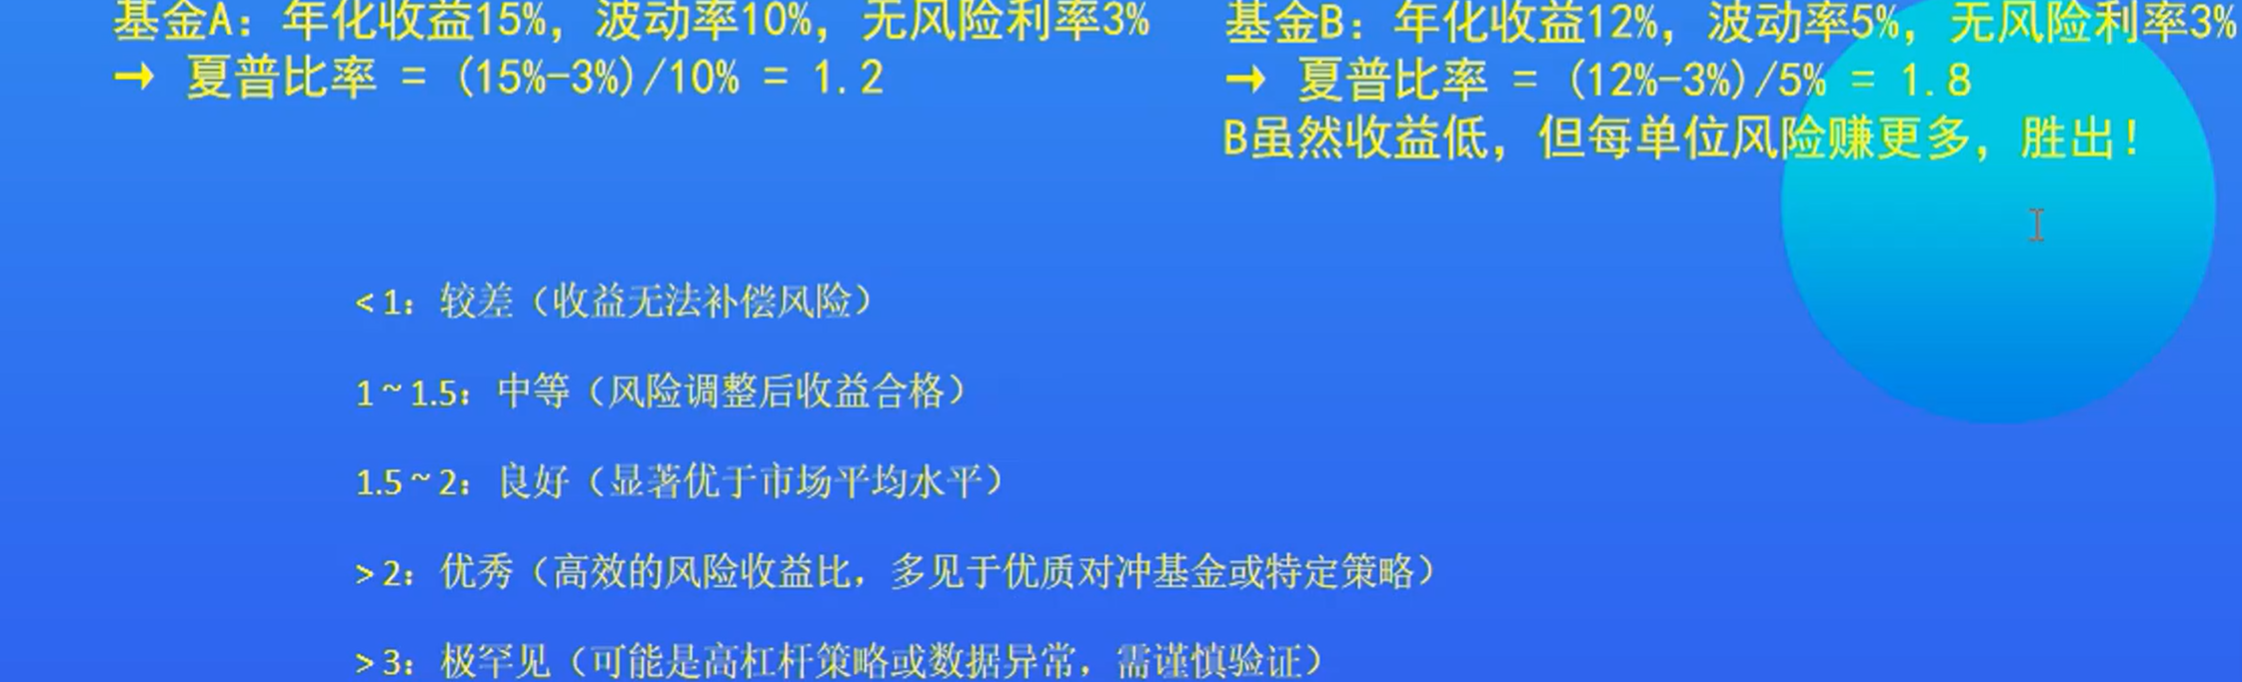 基金A：年化收益15%，波动率10%，无风险利率3%
→ 夏普比率 = (15%-3%)/10% = 1.2
基金B：年化收益12%，波动率5%，无风险利率3%
→ 夏普比率 = (12%-3%)/5% = 1.8
B虽然收益低，但每单位风险赚更多，胜出！
< 1：较差（收益无法补偿风险）
1 ~ 1.5：中等（风险调整后收益合格）
1.5 ~ 2：良好（显著优于市场平均水平）
> 2：优秀（高效的风险收益比，多见于优质对冲基金或特定策略）
> 3：极罕见（可能是高杠杆策略或数据异常，需谨慎验证）